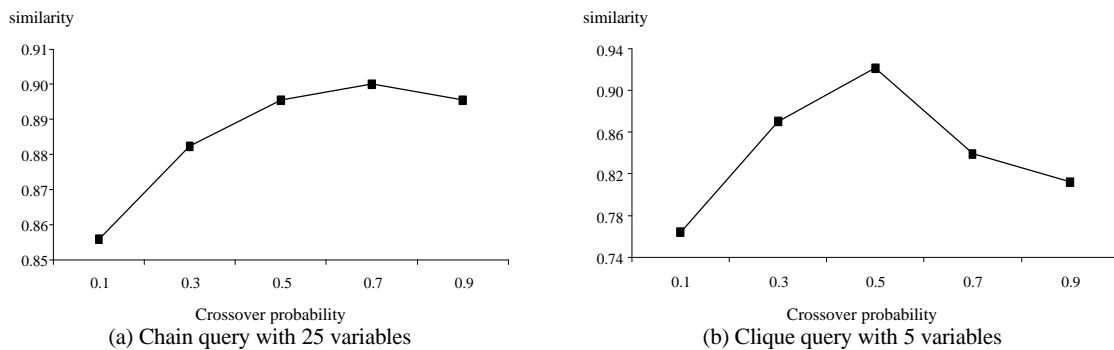 similarity
0.91
0.90
0.89
0.88
0.87
0.86
0.85
0.1 0.3 0.5 0.7 0.9
Crossover probability
(a) Chain query with 25 variables
similarity
0.94
0.90
0.86
0.82
0.78
0.74
0.1 0.3 0.5 0.7 0.9
Crossover probability
(b) Clique query with 5 variables